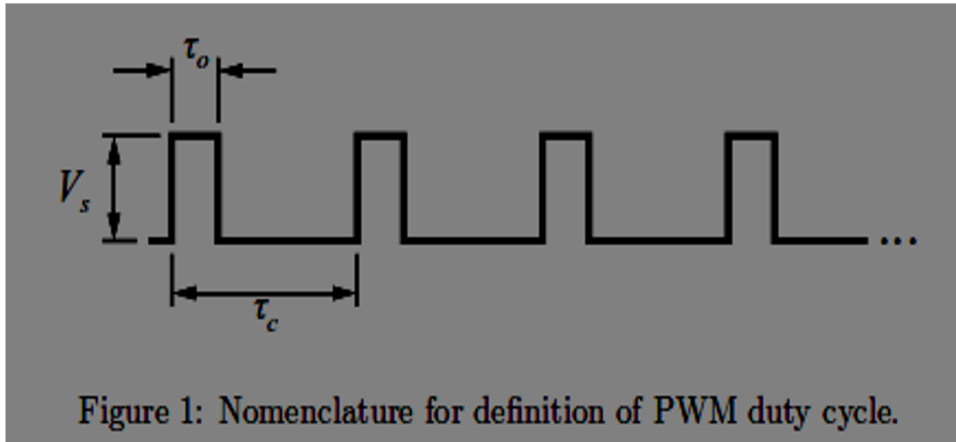 τo
Vs
...
τc
Figure 1: Nomenclature for definition of PWM duty cycle.